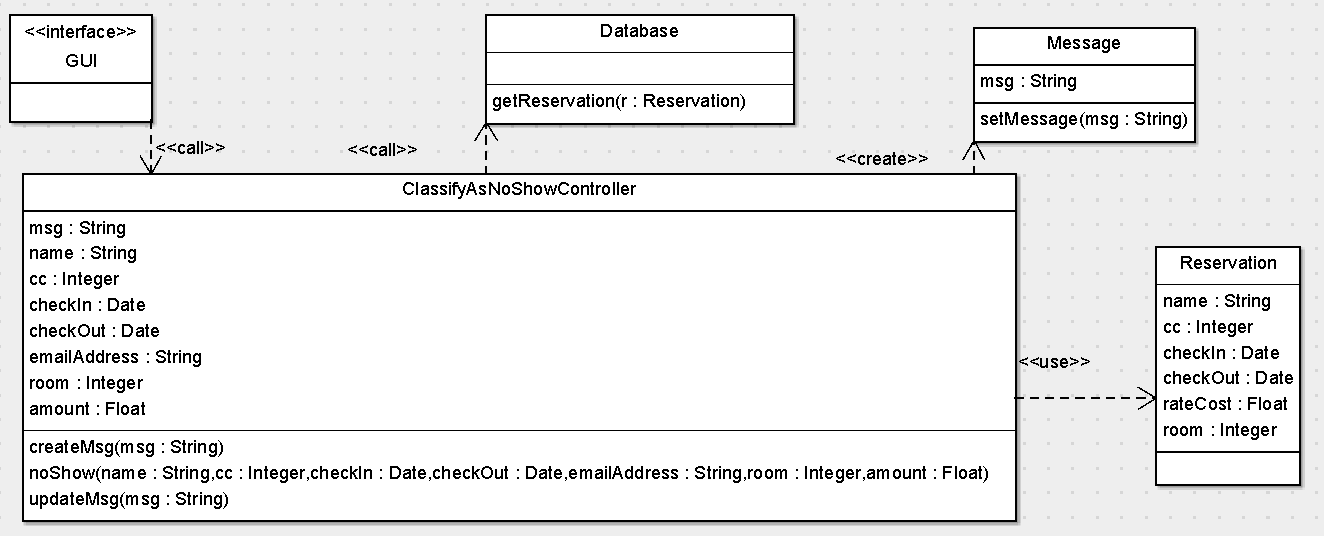 <<interface>>
GUI
Database
getReservation(r : Reservation)
Message
msg : String
setMessage(msg : String)
<<call>>
<<call>>
<<create>>
ClassifyAsNoShowController
msg : String
name : String
cc : Integer
checkIn : Date
checkOut : Date
emailAddress : String
room : Integer
amount : Float
createMsg(msg : String)
noShow(name : String,cc : Integer,checkIn : Date,checkOut : Date,emailAddress : String,room : Integer,amount : Float)
updateMsg(msg : String)
<<use>>
Reservation
name : String
cc : Integer
checkIn : Date
checkOut : Date
rateCost : Float
room : Integer